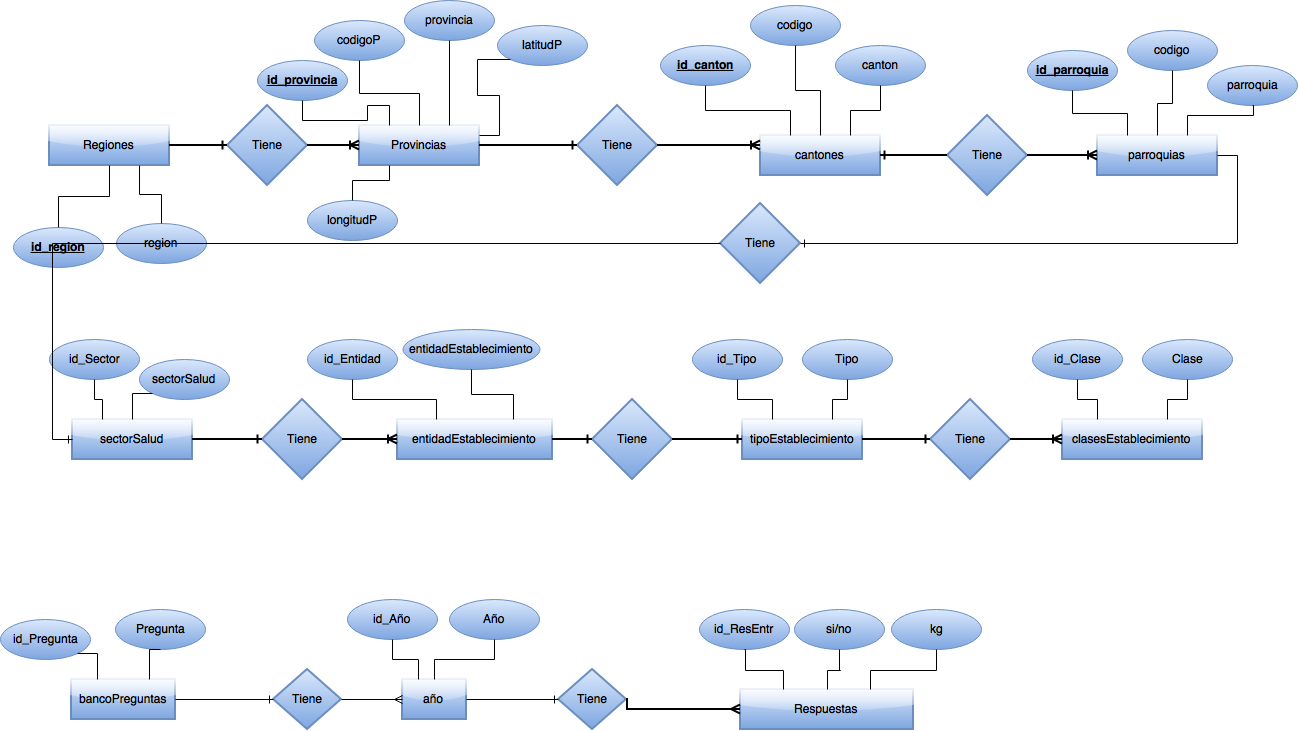 provincia
codigoP
latitudP
id_provincia
codigo
id_canton
canton
codigo
id_parroquia
parroquia
Regiones
Tiene
Provincias
Tiene
cantones
Tiene
parroquias
longitudP
id_region
region
Tiene
id_Sector
sectorSalud
id_Entidad
entidadEstablecimiento
id_Tipo
Tipo
id_Clase
Clase
sectorSalud
Tiene
entidadEstablecimiento
Tiene
tipoEstablecimiento
Tiene
clasesEstablecimiento
id_Pregunta
Pregunta
id_Año
Año
id_ResEntr
si/no
kg
bancoPreguntas
Tiene
año
Tiene
Respuestas